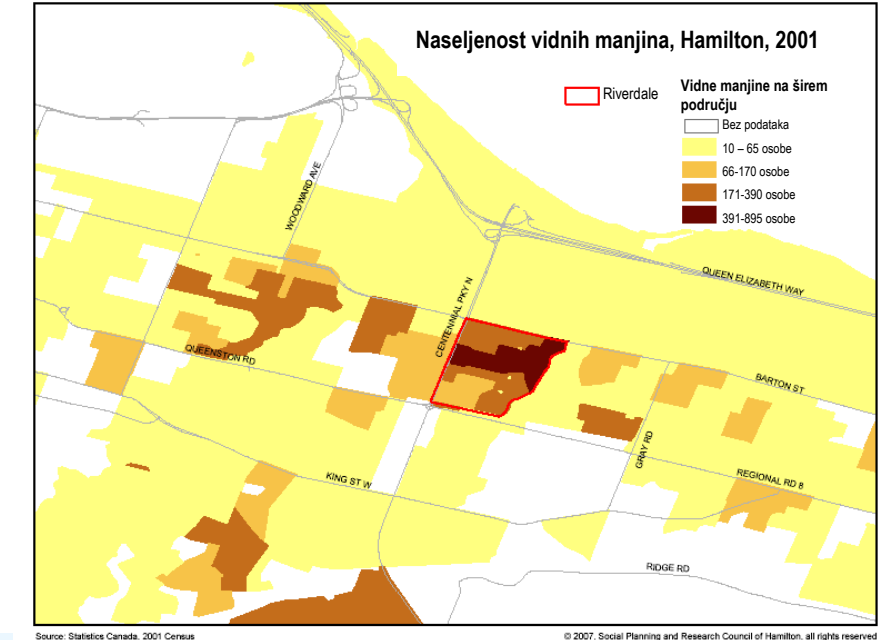 Naseljenost vidnih manjina, Hamilton, 2001
Riverdale
Vidne manjine na širem
području
Bez podataka
10 – 65 osobe
66-170 osobe
171-390 osobe
391-895 osobe
WOODWARD AVE
CENTENNIAL PKY N
QUEEN ELIZABETH WAY
QUEENSTON RD
BARTON ST
GRAY RD
KING ST W
REGIONAL RD 8
RIDGE RD
Source: Statistics Canada, 2001 Census
© 2007, Social Planning and Research Council of Hamilton, all rights reserved